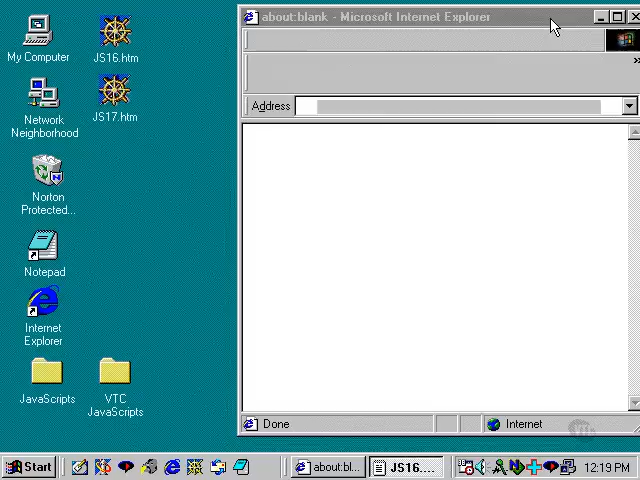 about:blank - Microsoft Internet Explorer
My Computer
JS16.htm
Address
Network
Neighborhood
JS17.htm
Norton
Protected...
Notepad
Internet
Explorer
JavaScripts
VTC
JavaScripts
Done
Internet
Start
about:bl...
JS16....
12:19 PM